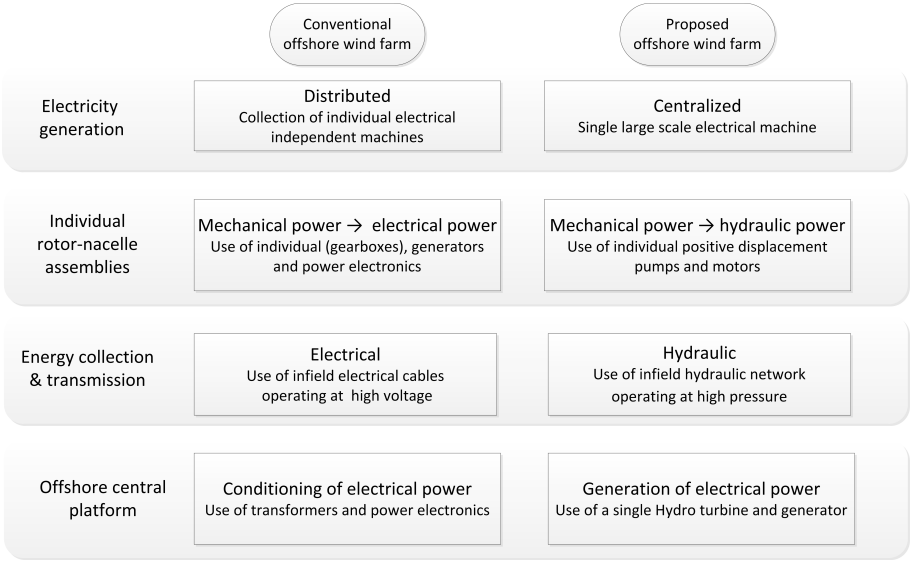 Conventional
offshore wind farm
Proposed
offshore wind farm
Electricity
generation
Distributed
Collection of individual electrical
independent machines
Centralized
Single large scale electrical machine
Individual
rotor-nacelle
assemblies
Mechanical power → electrical power
Use of individual (gearboxes), generators
and power electronics
Mechanical power → hydraulic power
Use of individual positive displacement
pumps and motors
Energy collection
& transmission
Electrical
Use of infield electrical cables
operating at high voltage
Hydraulic
Use of infield hydraulic network
operating at high pressure
Offshore central
platform
Conditioning of electrical power
Use of transformers and power electronics
Generation of electrical power
Use of a single Hydro turbine and generator